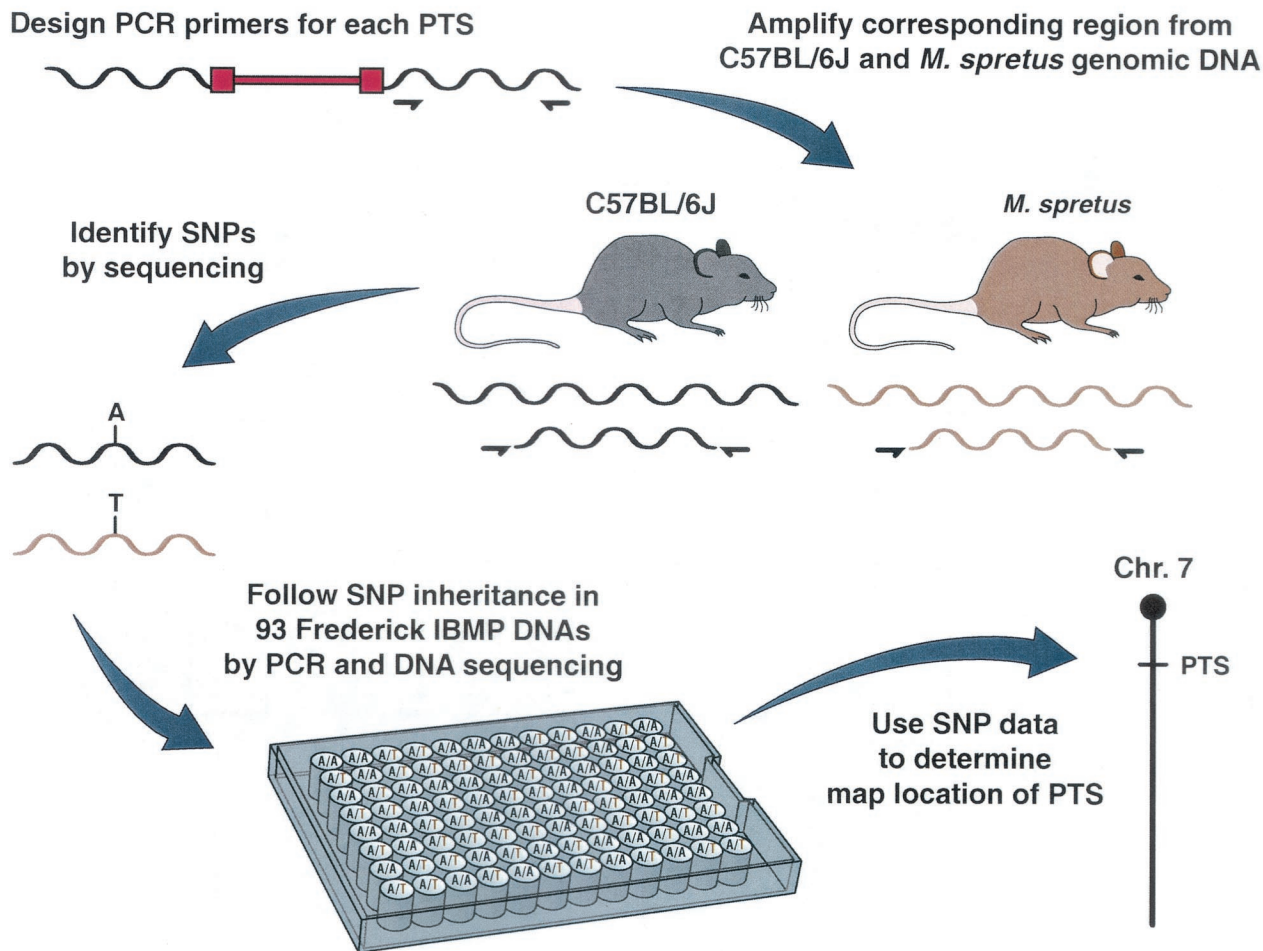 Design PCR primers for each PTS
Amplify corresponding region from
C57BL/6J and M. spretus genomic DNA
C57BL/6J
M. spretus
Identify SNPs
by sequencing
A
T
Follow SNP inheritance in
93 Frederick IBMP DNAs
by PCR and DNA sequencing
A/T A/T A/A A/T A/T A/T A/T A/A A/A A/A A/T A/T
Chr. 7
PTS
Use SNP data
to determine
map location of PTS